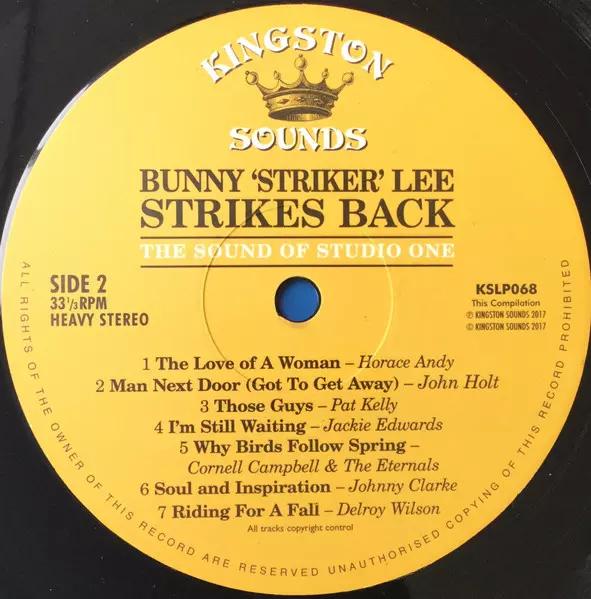 KINGSTON
SOUNDS
BUNNY 'STRIKER' LEE
STRIKES BACK
THE SOUND OF STUDIO ONE
SIDE 2
33 1/3 RPM
HEAVY STEREO
KSLP068
This Compilation
℗ KINGSTON SOUNDS 2017
© KINGSTON SOUNDS 2017
1 The Love of A Woman – Horace Andy
2 Man Next Door (Got To Get Away) – John Holt
3 Those Guys – Pat Kelly
4 I'm Still Waiting – Jackie Edwards
5 Why Birds Follow Spring –
Cornell Campbell & The Eternals
6 Soul and Inspiration – Johnny Clarke
7 Riding For A Fall – Delroy Wilson
All tracks copyright control
ALL RIGHTS OF THE OWNER OF THIS RECORD ARE RESERVED UNAUTHORISED COPYING OF THIS RECORD PROHIBITED